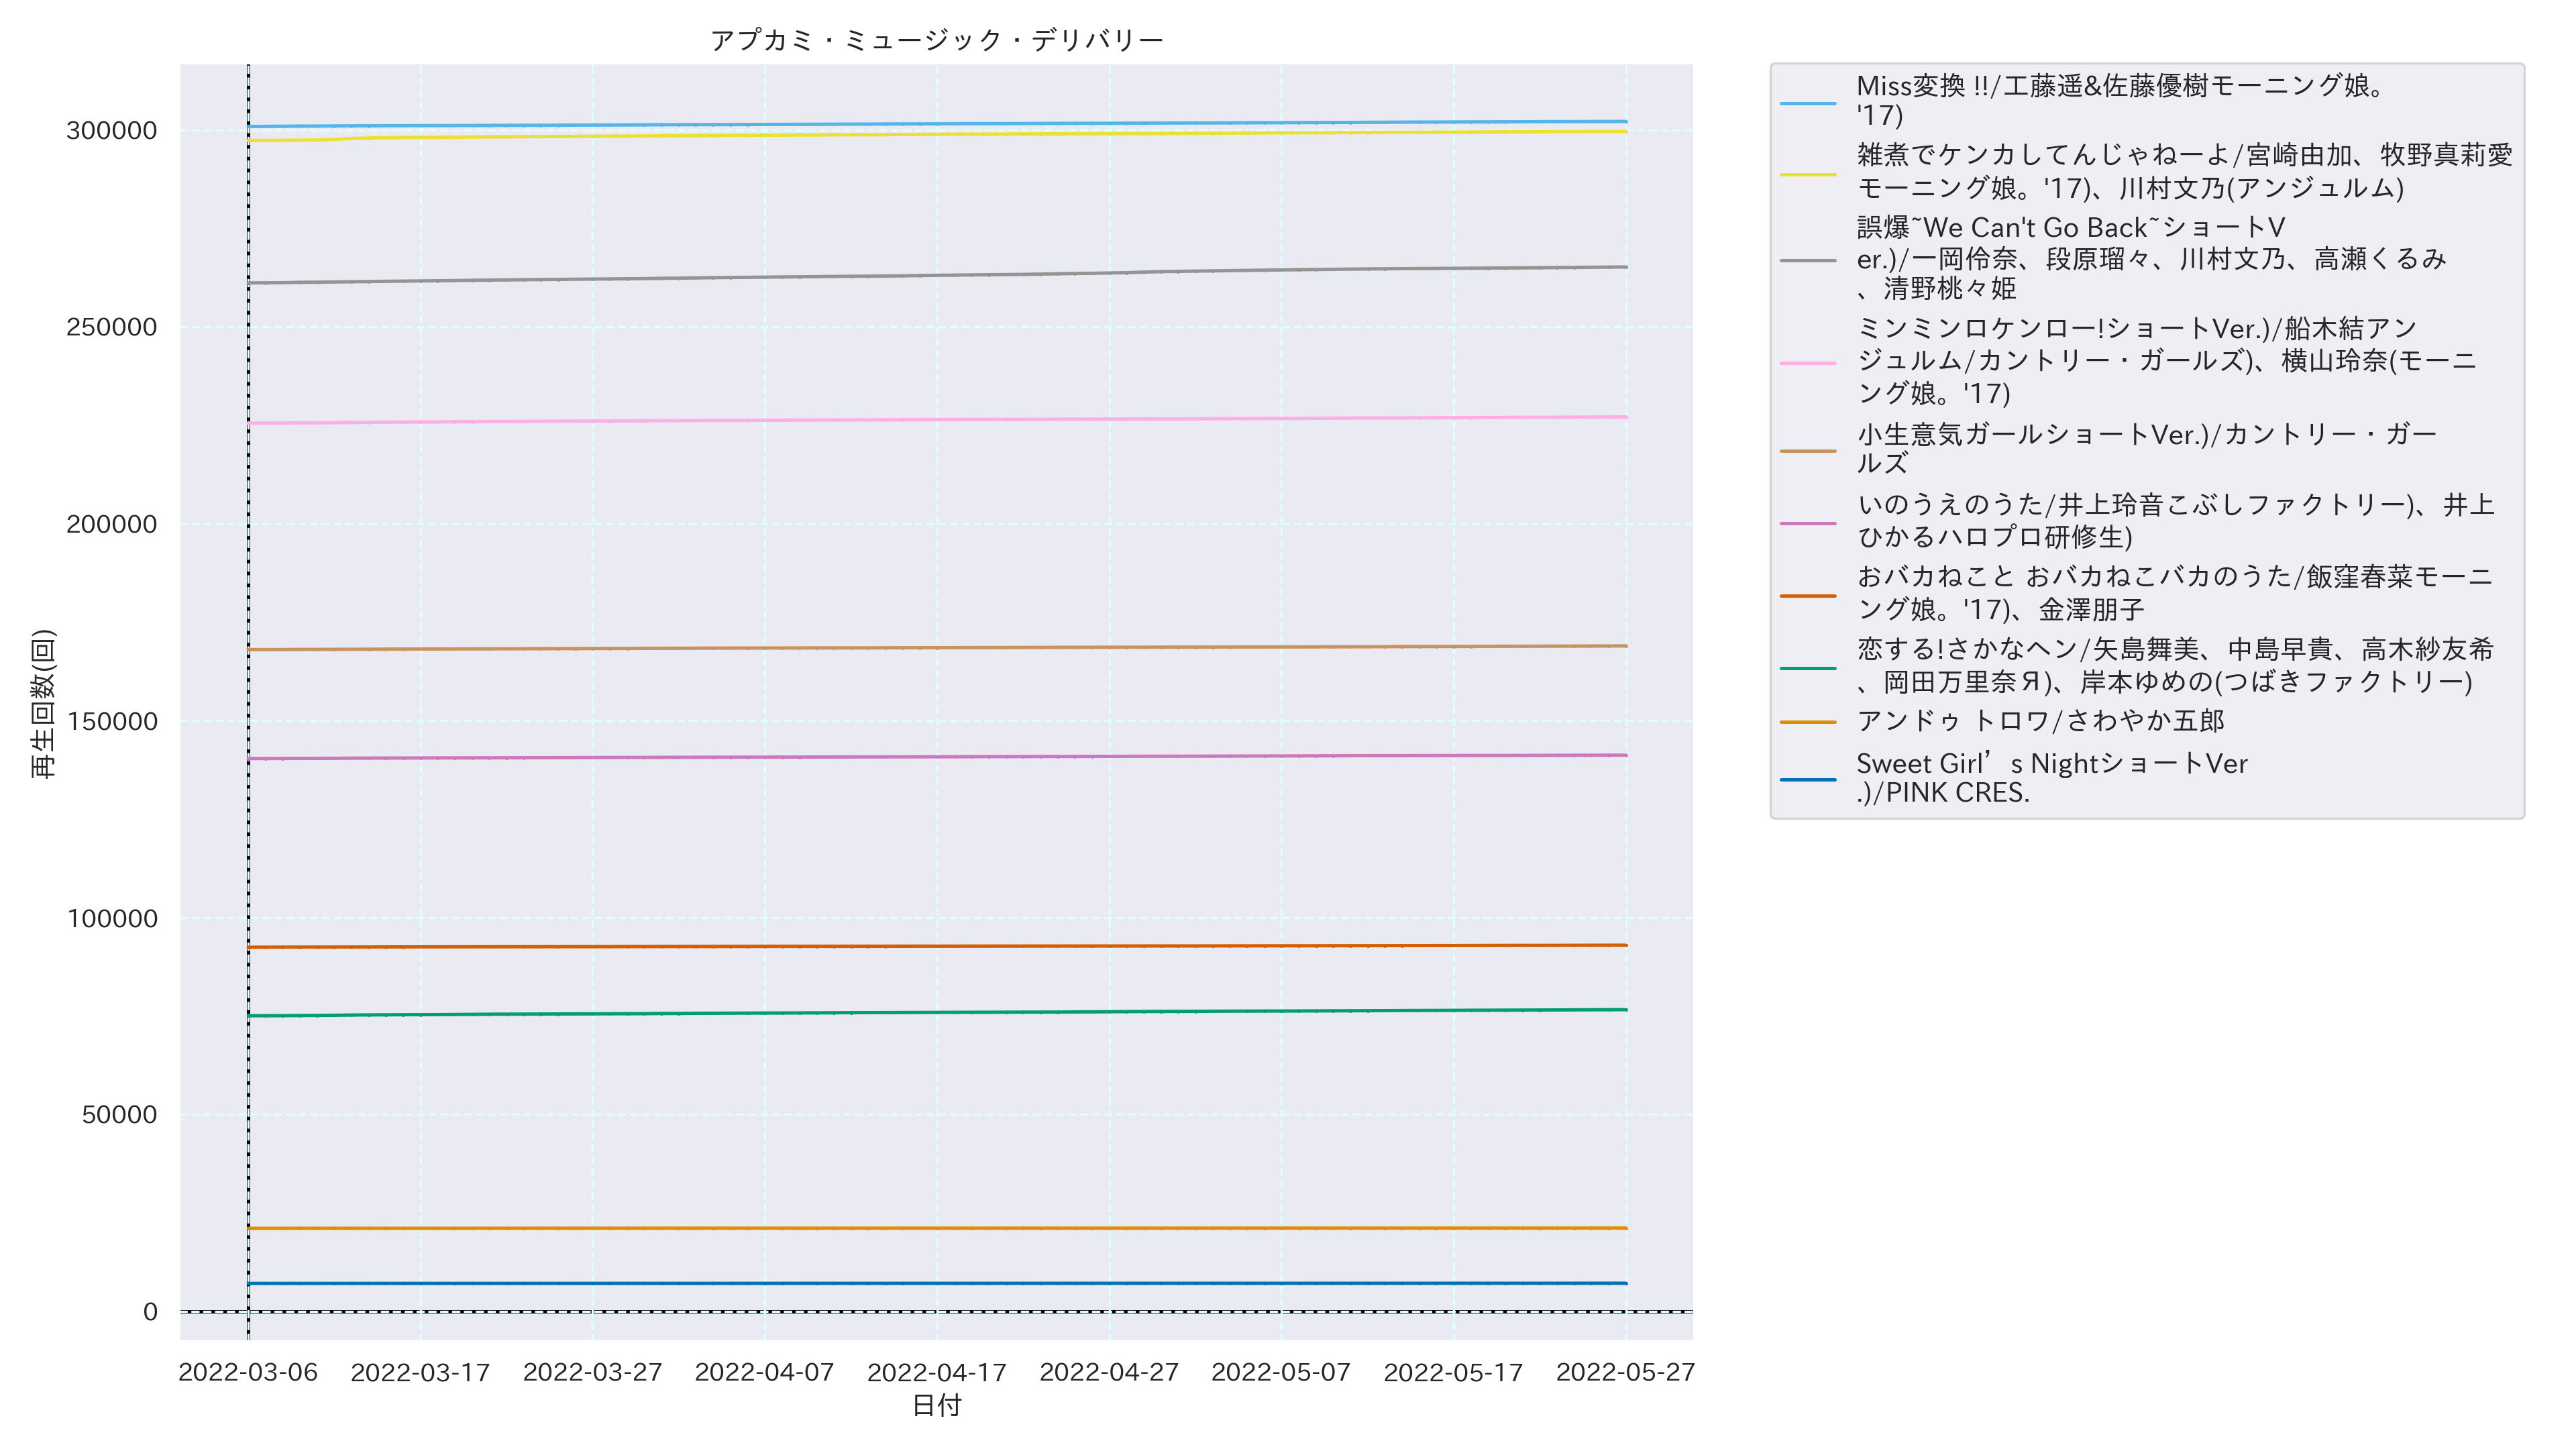 アプカミ・ミュージック・デリバリー
再生回数(回)
300000
250000
200000
150000
100000
50000
0
2022-03-06
2022-03-17
2022-03-27
2022-04-07
2022-04-17
2022-04-27
2022-05-07
2022-05-17
2022-05-27
日付
Miss変換 !!/工藤遥&佐藤優樹モーニング娘。
'17)
雑煮でケンカしてんじゃねーよ/宮崎由加、牧野真莉愛
モーニング娘。'17)、川村文乃(アンジュルム)
誤爆~We Can't Go Back~ショートV
er.)/一岡伶奈、段原瑠々、川村文乃、高瀬くるみ
、清野桃々姫
ミンミンロケンロー!ショートVer.)/船木結アン
ジュルム/カントリー・ガールズ)、横山玲奈(モーニ
ング娘。'17)
小生意気ガールショートVer.)/カントリー・ガー
ルズ
いのうえのうた/井上玲音こぶしファクトリー)、井上
ひかるハロプロ研修生)
おバカねこと おバカねこバカのうた/飯窪春菜モーニ
ング娘。'17)、金澤朋子
恋する!さかなヘン/矢島舞美、中島早貴、高木紗友希
、岡田万里奈Я)、岸本ゆめの(つばきファクトリー)
アンドゥ トロワ/さわやか五郎
Sweet Girl’s NightショートVer
.)/PINK CRES.